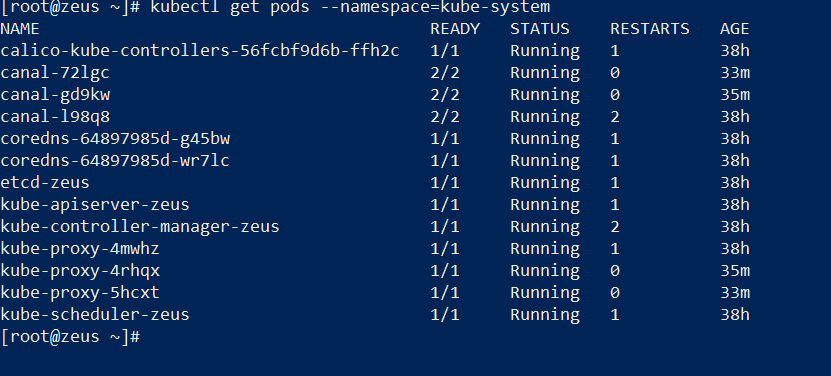 [root@zeus ~]# kubectl get pods --namespace=kube-system
NAME READY STATUS RESTARTS AGE
calico-kube-controllers-56fcbf9d6b-ffh2c 1/1 Running 1 38h
canal-72lgc 2/2 Running 0 33m
canal-gd9kw 2/2 Running 0 35m
canal-l98q8 2/2 Running 2 38h
coredns-64897985d-g45bw 1/1 Running 1 38h
coredns-64897985d-wr7lc 1/1 Running 1 38h
etcd-zeus 1/1 Running 1 38h
kube-apiserver-zeus 1/1 Running 1 38h
kube-controller-manager-zeus 1/1 Running 2 38h
kube-proxy-4mwhz 1/1 Running 1 38h
kube-proxy-4rhqx 1/1 Running 0 35m
kube-proxy-5hcxt 1/1 Running 0 33m
kube-scheduler-zeus 1/1 Running 1 38h
[root@zeus ~]#